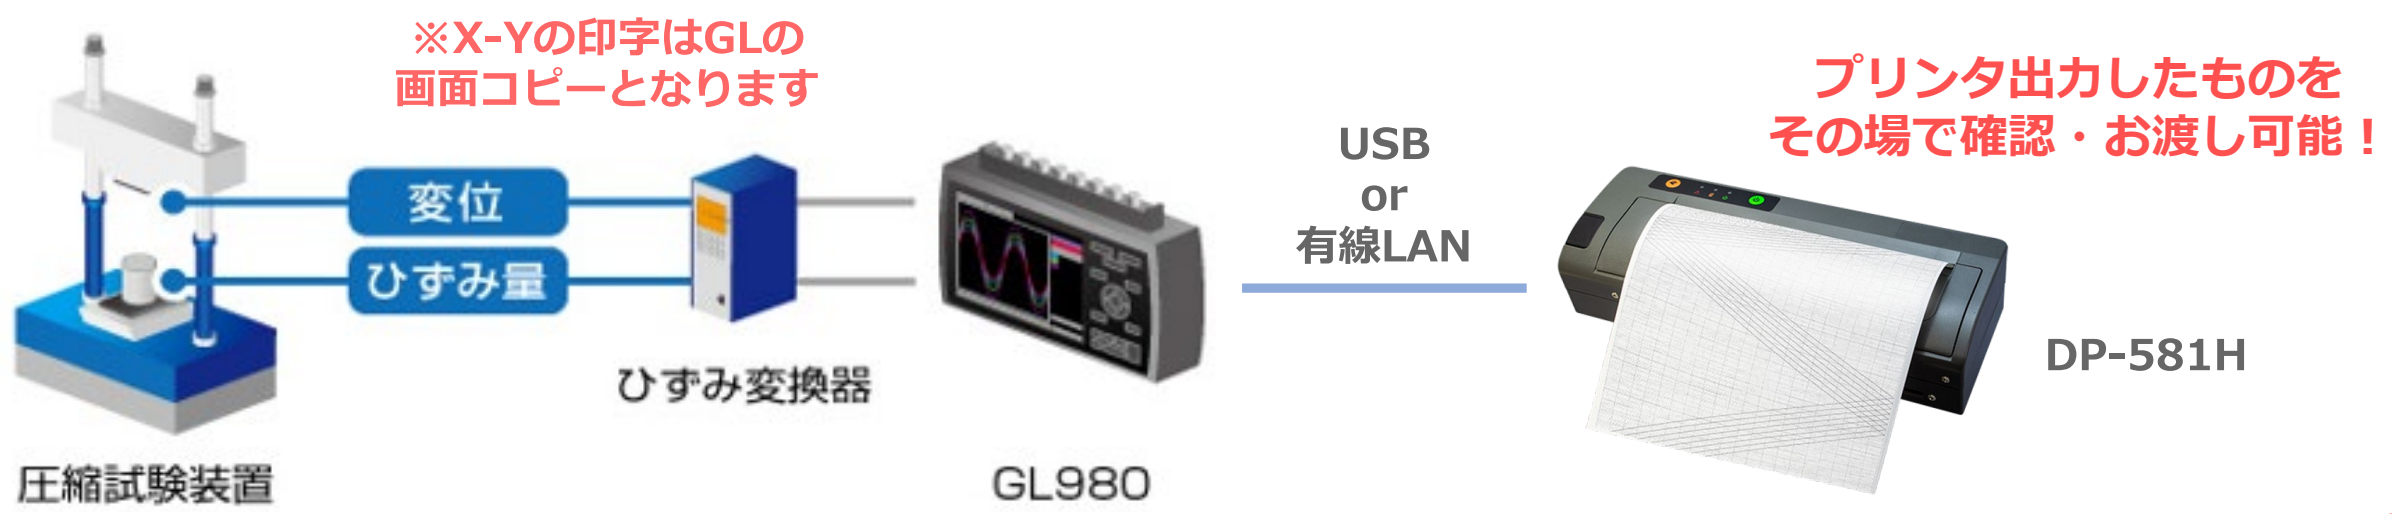 ※X-Yの印字はGLの
画面コピーとなります
プリンタ出力したものを
その場で確認・お渡し可能！
USB
or
有線LAN
変位
ひずみ量
ひずみ変換器
DP-581H
圧縮試験装置
GL980